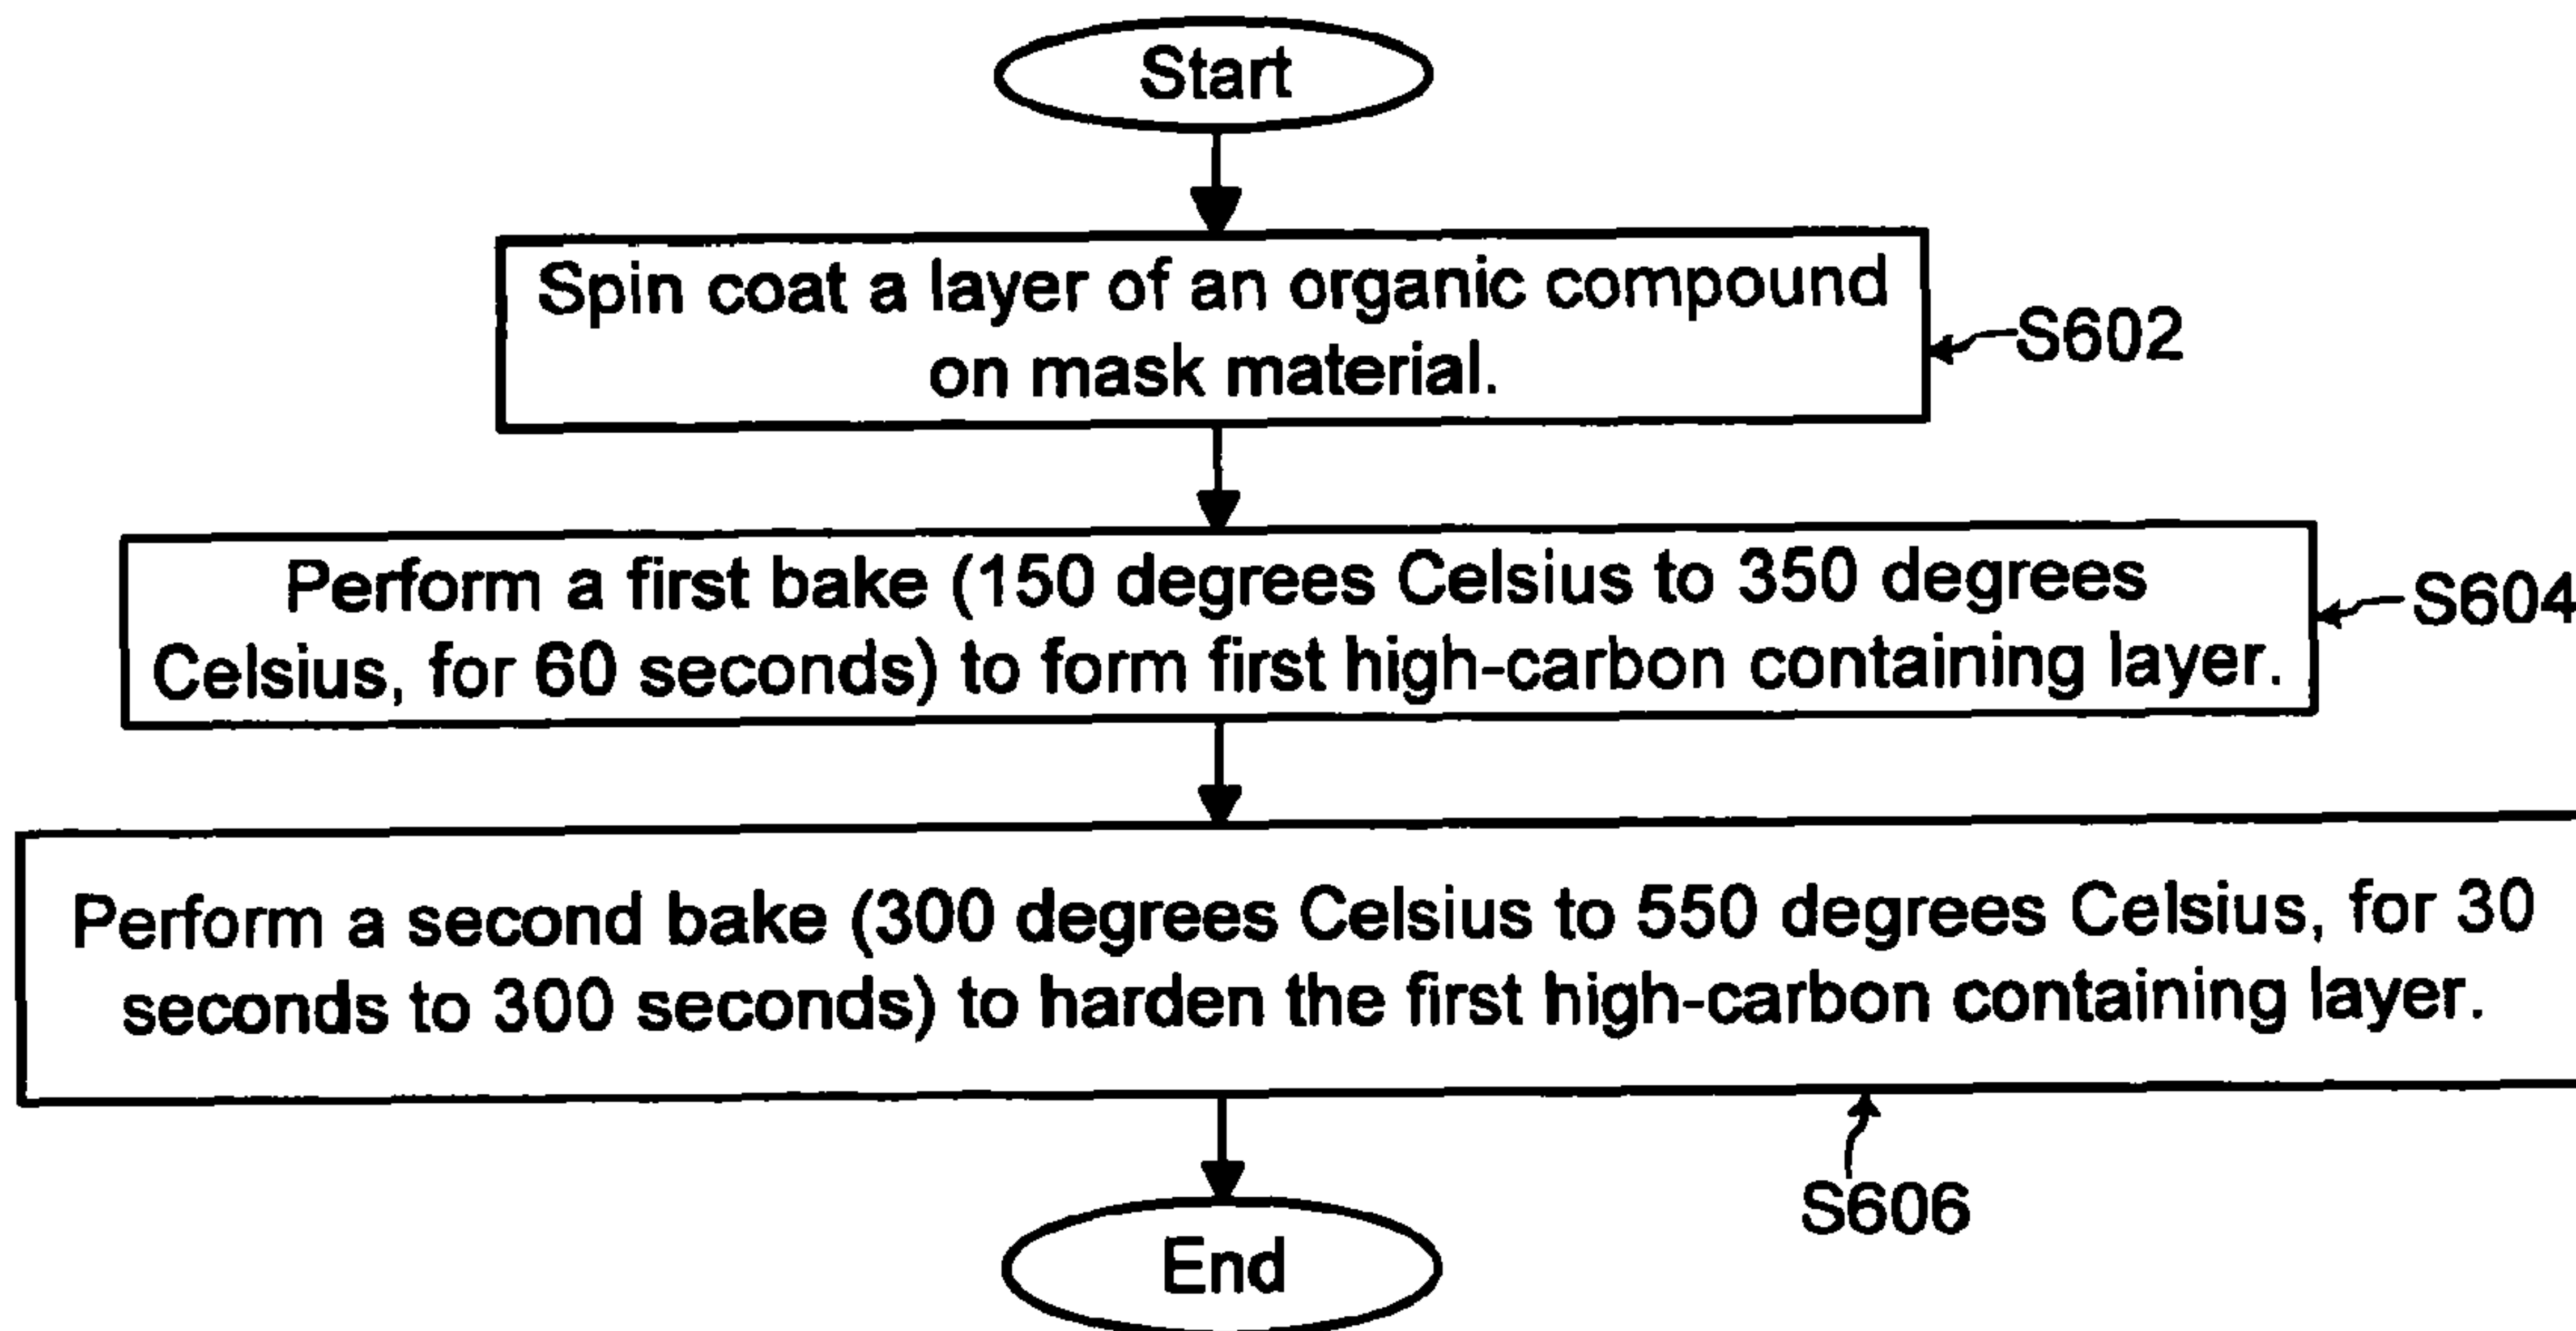 Start
Spin coat a layer of an organic compound
on mask material.
S602
Perform a first bake (150 degrees Celsius to 350 degrees
Celsius, for 60 seconds) to form first high-carbon containing layer.
S604
Perform a second bake (300 degrees Celsius to 550 degrees Celsius, for 30
seconds to 300 seconds) to harden the first high-carbon containing layer.
S606
End